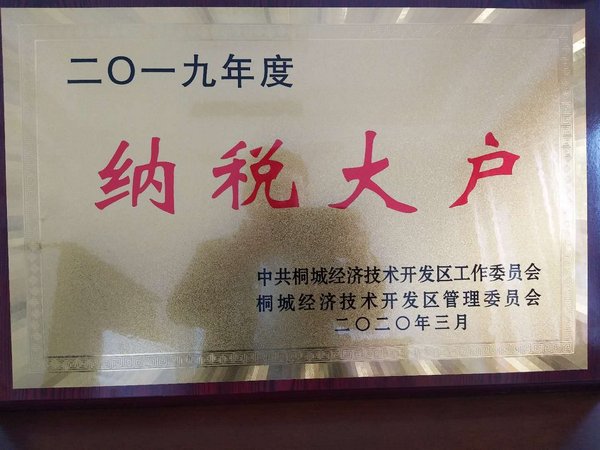 二〇一九年度
纳税大户
中共桐城经济技术开发区工作委员会
桐城经济技术开发区管理委员会
二〇二〇年三月